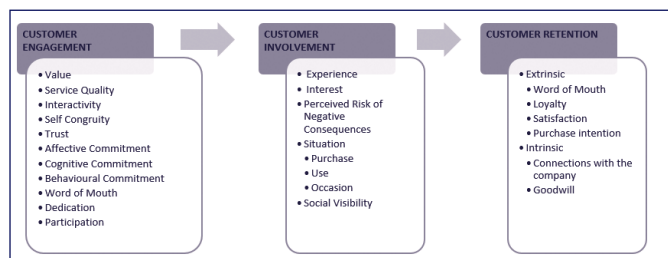 CUSTOMER
ENGAGEMENT
• Value
• Service Quality
• Interactivity
• Self Congruity
• Trust
• Affective Commitment
• Cognitive Commitment
• Behavioural Commitment
• Word of Mouth
• Dedication
• Participation
CUSTOMER
INVOLVEMENT
• Experience
• Interest
• Perceived Risk of
Negative
Consequences
• Situation
• Purchase
• Use
• Occasion
• Social Visibility
CUSTOMER RETENTION
• Extrinsic
• Word of Mouth
• Loyalty
• Satisfaction
• Purchase intention
• Intrinsic
• Connections with the
company
• Goodwill